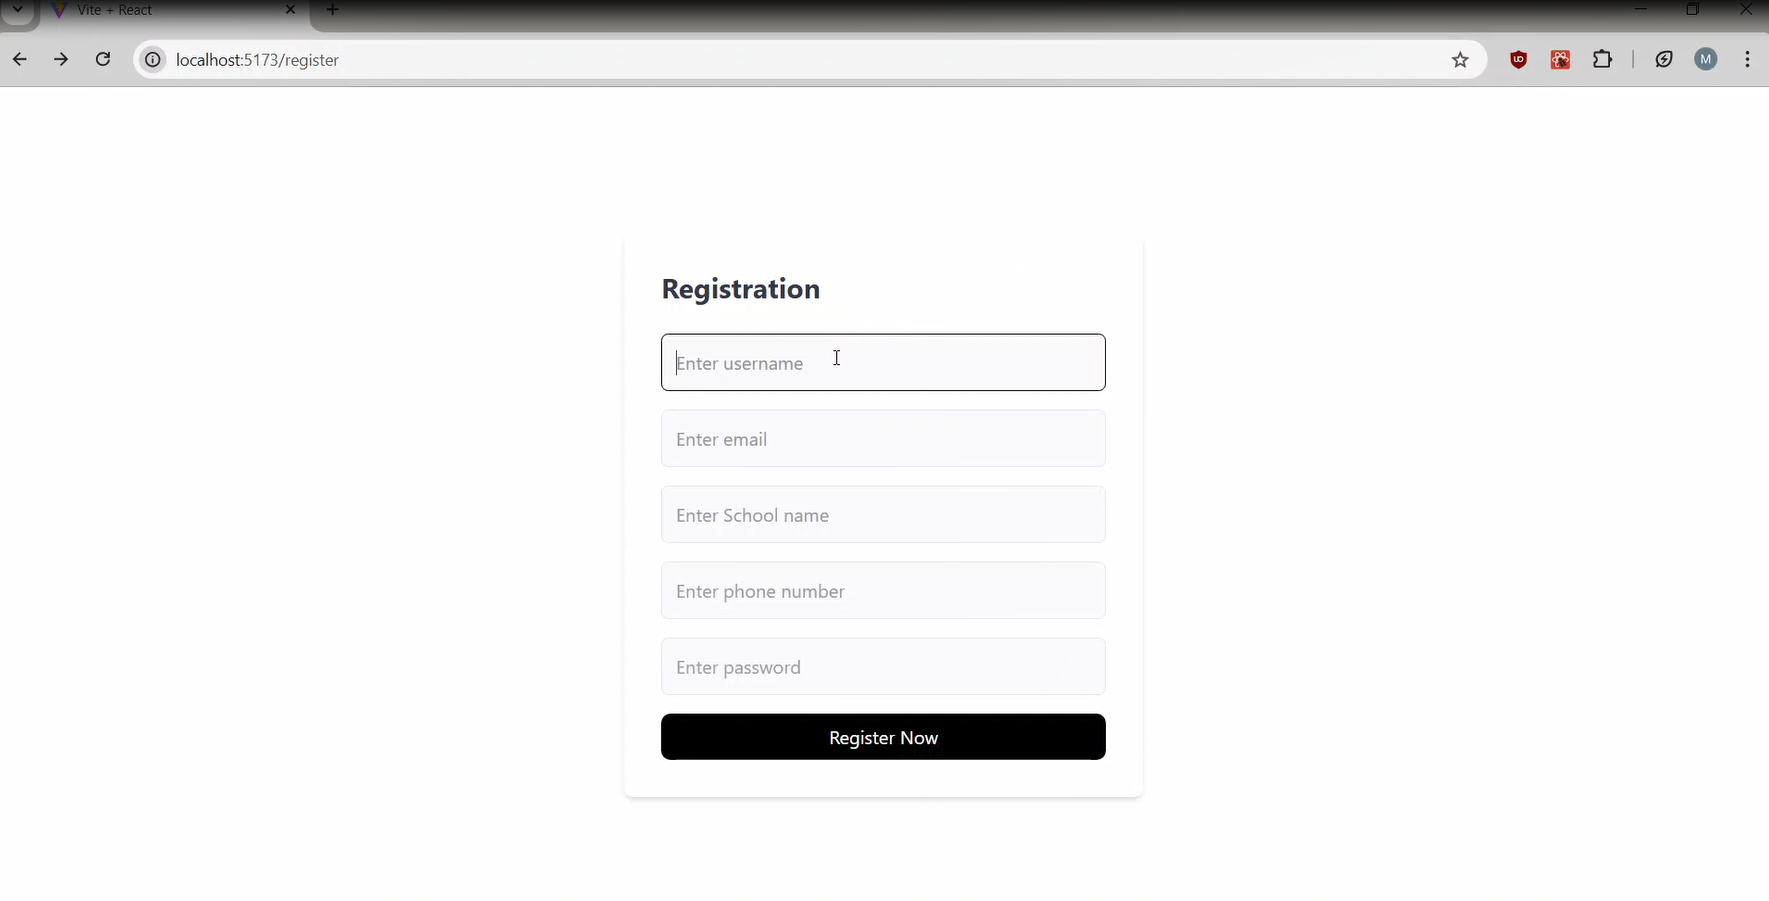 Vite + React
localhost:5173/register
M
Registration
Enter username
Enter email
Enter School name
Enter phone number
Enter password
Register Now